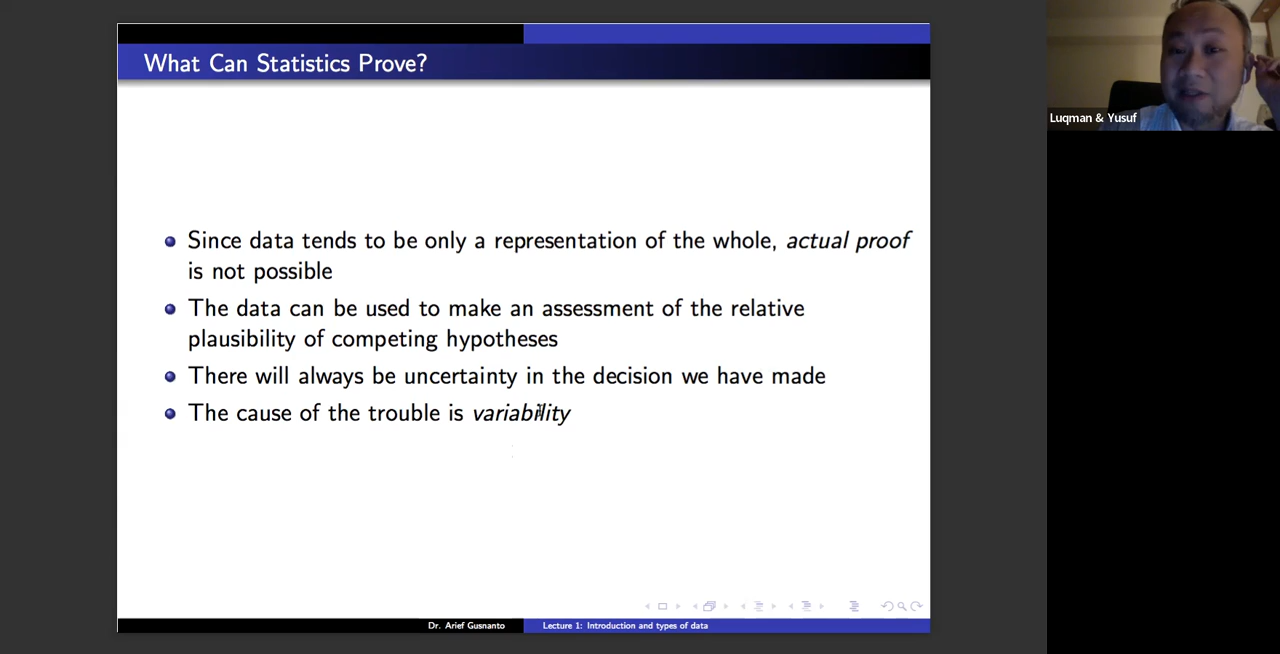 What Can Statistics Prove?
Since data tends to be only a representation of the whole, actual proof
is not possible
The data can be used to make an assessment of the relative
plausibility of competing hypotheses
There will always be uncertainty in the decision we have made
The cause of the trouble is variability
Dr. Arief Gusnanto
Lecture 1: Introduction and types of data
Luqman & Yusuf